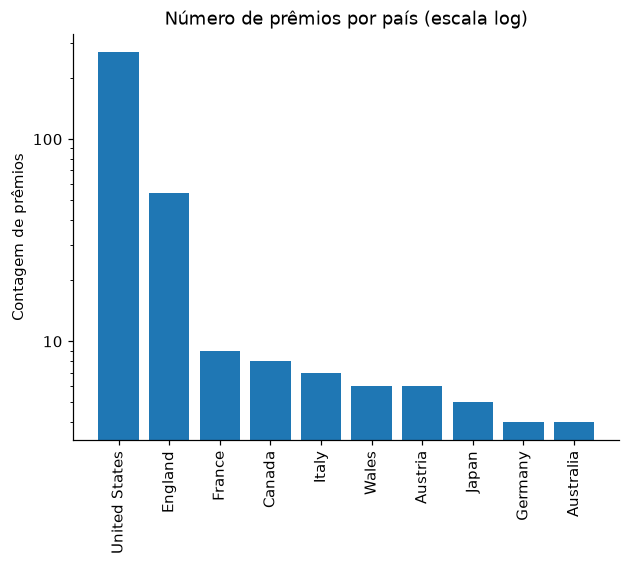 Número de prêmios por país (escala log)
Contagem de prêmios
100
10
United States
England
France
Canada
Italy
Wales
Austria
Japan
Germany
Australia